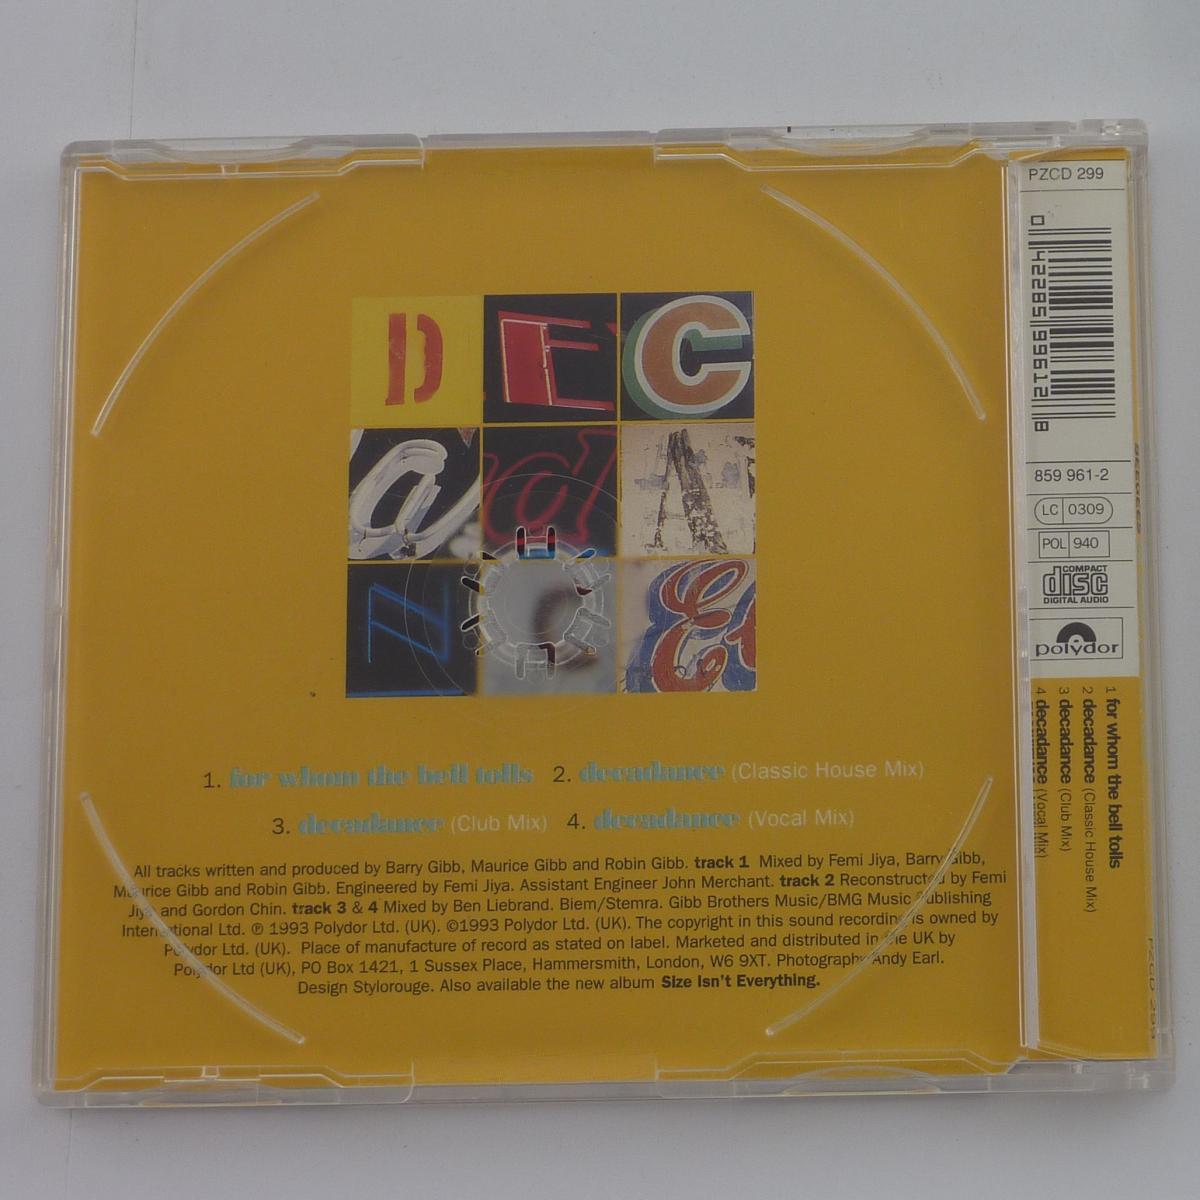 DEC
adA
n e
1. for whom the bell tolls 2. decadance (Classic House Mix)
3. decadance (Club Mix) 4. decadance (Vocal Mix)
All tracks written and produced by Barry Gibb, Maurice Gibb and Robin Gibb. track 1 Mixed by Femi Jiya, Barry Gibb,
Maurice Gibb and Robin Gibb. Engineered by Femi Jiya. Assistant Engineer John Merchant. track 2 Reconstructed by Femi
Jiya and Gordon Chin. track 3 & 4 Mixed by Ben Liebrand. Biem/Stemra. Gibb Brothers Music/BMG Music Publishing
International Ltd. ℗ 1993 Polydor Ltd. (UK). ©1993 Polydor Ltd. (UK). The copyright in this sound recording is owned by
Polydor Ltd. (UK). Place of manufacture of record as stated on label. Marketed and distributed in the UK by
Polydor Ltd (UK), PO Box 1421, 1 Sussex Place, Hammersmith, London, W6 9XT. Photography Andy Earl.
Design Stylorouge. Also available the new album Size Isn't Everything.
PZCD 299
0 42285 99612 8
859 961-2
LC 0309
POL 940
COMPACT
disc
DIGITAL AUDIO
polydor
1 for whom the bell tolls
2 decadance (Classic House Mix)
3 decadance (Club Mix)
4 decadance (Vocal Mix)
PZCD 299